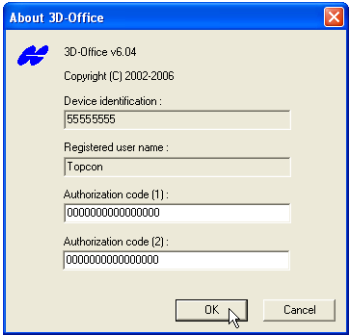 About 3D-Office
3D-Office v6.04
Copyright (C) 2002-2006
Device identification :
55555555
Registered user name :
Topcon
Authorization code (1) :
0000000000000000
Authorization code (2) :
0000000000000000
OK Cancel